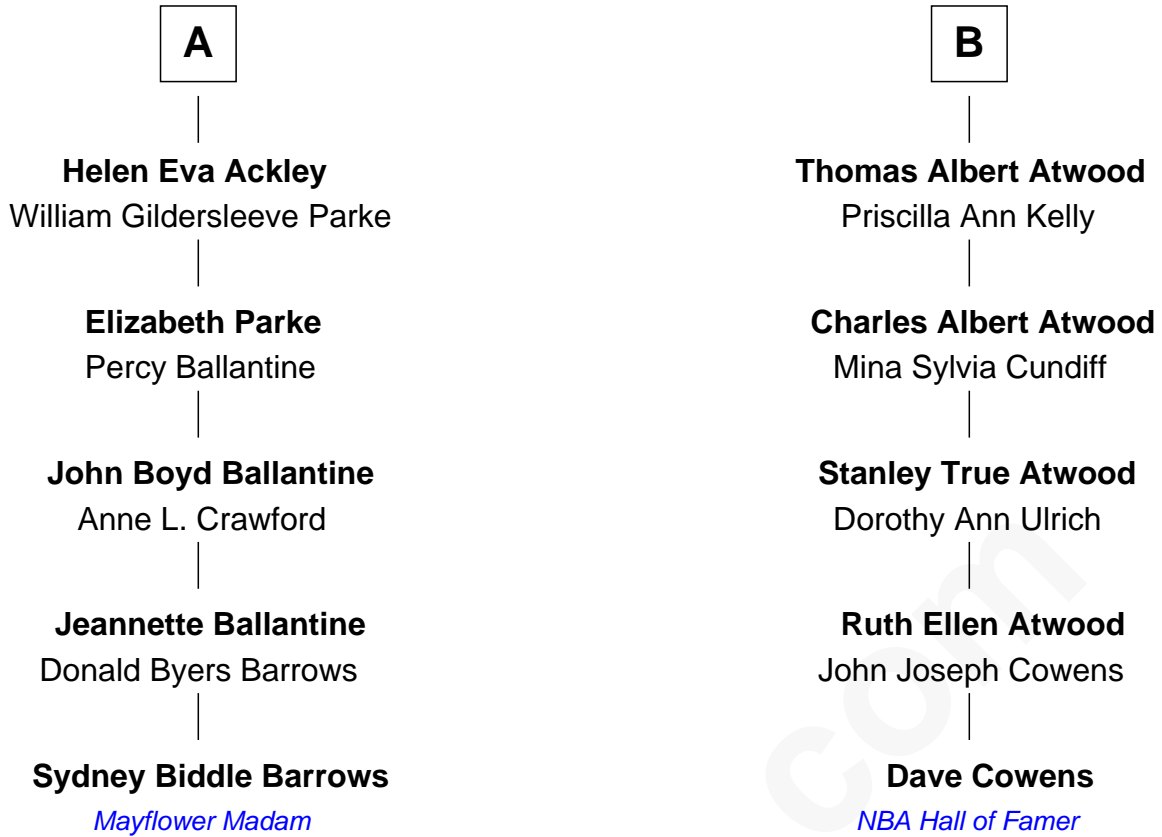 A
Helen Eva Ackley
William Gildersleeve Parke
Elizabeth Parke
Percy Ballantine
John Boyd Ballantine
Anne L. Crawford
Jeannette Ballantine
Donald Byers Barrows
Sydney Biddle Barrows
Mayflower Madam
B
Thomas Albert Atwood
Priscilla Ann Kelly
Charles Albert Atwood
Mina Sylvia Cundiff
Stanley True Atwood
Dorothy Ann Ulrich
Ruth Ellen Atwood
John Joseph Cowens
Dave Cowens
NBA Hall of Famer
com